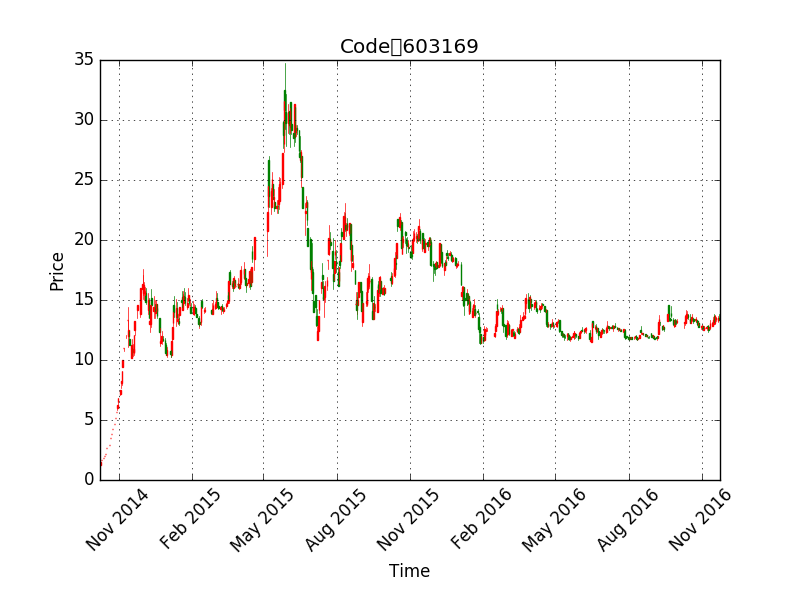 Code▯603169
35
30
25
20
15
10
5
0
Price
Nov 2014
Feb 2015
May 2015
Aug 2015
Nov 2015
Feb 2016
May 2016
Aug 2016
Nov 2016
Time